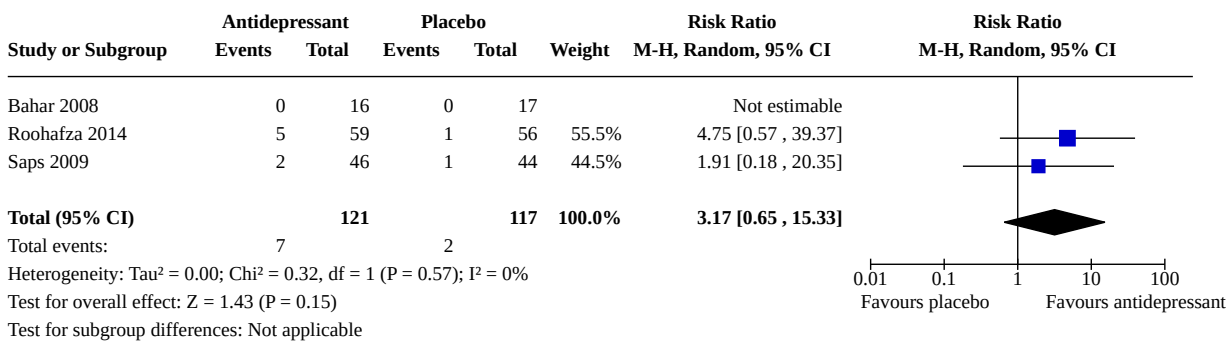 Antidepressant Placebo Risk Ratio Risk Ratio
Study or Subgroup Events Total Events Total Weight M-H, Random, 95% CI M-H, Random, 95% CI
Bahar 2008 0 16 0 17 Not estimable
Roohafza 2014 5 59 1 56 55.5% 4.75 [0.57 , 39.37]
Saps 2009 2 46 1 44 44.5% 1.91 [0.18 , 20.35]
Total (95% CI) 121 117 100.0% 3.17 [0.65 , 15.33]
Total events: 7 2
Heterogeneity: Tau² = 0.00; Chi² = 0.32, df = 1 (P = 0.57); I² = 0%
0.01 0.1 1 10 100
Test for overall effect: Z = 1.43 (P = 0.15)
Favours placebo Favours antidepressant
Test for subgroup differences: Not applicable